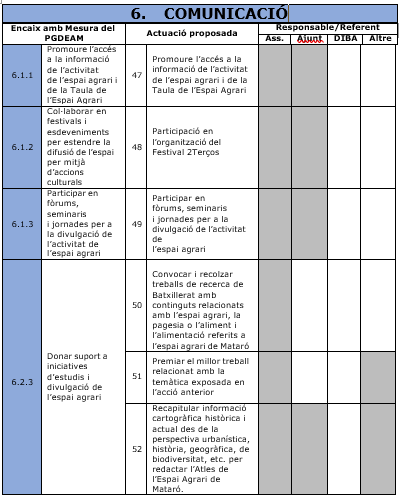 6. COMUNICACIÓ
Encaix amb Mesura del
PGDEAM
Actuació proposada
Responsable/Referent
Ass.
Ajunt
DIBA
Altre
6.1.1
Promoure l'accés
a la informació
de l'activitat
de l'espai agrari i
de la Taula de
l'Espai Agrari
47
Promoure l'accés a la
informació de l'activitat
de l'espai agrari i de la
Taula de l'Espai Agrari
6.1.2
Col·laborar en
festivals i
esdeveniments
per estendre la
difusió de l'espai
per mitjà
d'accions
culturals
48
Participació en
l'organització del
Festival 2Terços
6.1.3
Participar en
fòrums,
seminaris
i jornades per a
la divulgació de
l'activitat de
l'espai agrari
49
Participar en
fòrums, seminaris
i jornades per a la
divulgació de
l'activitat
de
l'espai agrari
6.2.3
Donar suport a
iniciatives
d'estudis i
divulgació de
l'espai agrari
50
Convocar i recolzar
treballs de recerca de
Batxillerat amb
continguts relacionats
amb l'espai agrari, la
pagesia o l'aliment i
l'alimentació referits a
l'espai agrari de Mataró
51
Premiar el millor treball
relacionat amb la
temàtica exposada en
l'acció anterior
52
Recapitular informació
cartogràfica històrica i
actual des de la
perspectiva urbanística,
història, geogràfica, de
biodiversitat, etc. per
redactar l'Atles de
l'Espai Agrari de
Mataró.